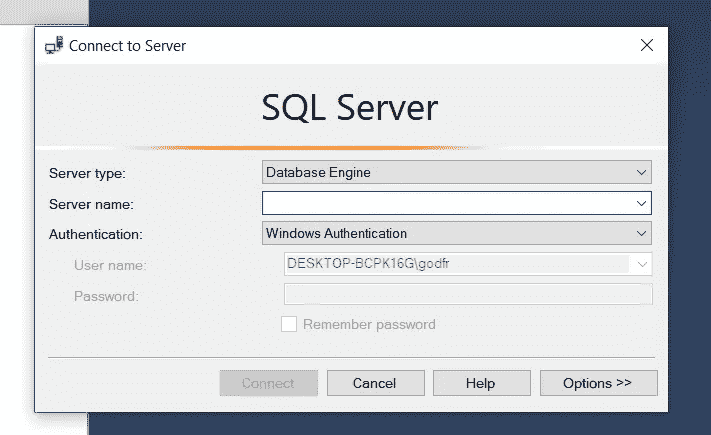 Connect to Server
SQL Server
Server type: Database Engine
Server name:
Authentication: Windows Authentication
User name: DESKTOP-BCPK16G\godfr
Password:
Remember password
Connect Cancel Help Options >>